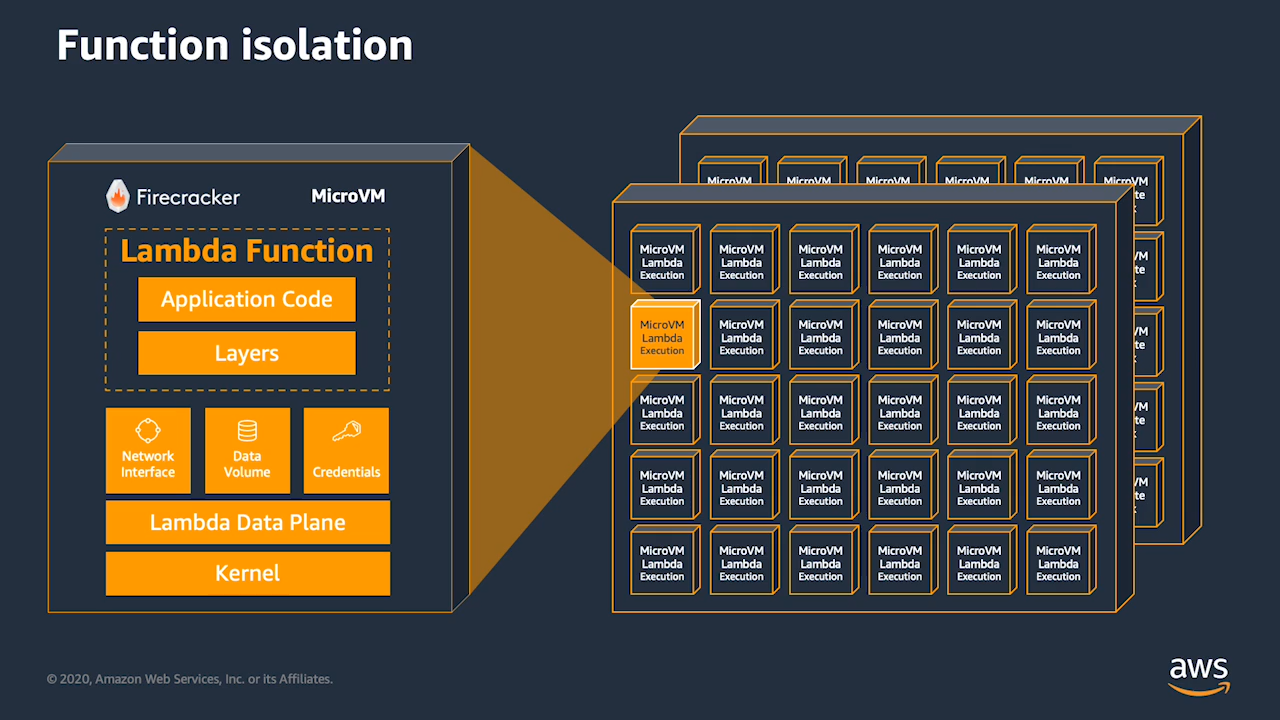 Function isolation
Firecracker
MicroVM
Lambda Function
Application Code
Layers
Network
Interface
Data
Volume
Credentials
Lambda Data Plane
Kernel
MicroVM MicroVM MicroVM MicroVM MicroVM MicroVM
MicroVM MicroVM MicroVM MicroVM MicroVM MicroVM
Lambda Lambda Lambda Lambda Lambda Lambda
Execution Execution Execution Execution Execution Execution
MicroVM MicroVM MicroVM MicroVM MicroVM MicroVM
Lambda Lambda Lambda Lambda Lambda Lambda
Execution Execution Execution Execution Execution Execution
MicroVM MicroVM MicroVM MicroVM MicroVM MicroVM
Lambda Lambda Lambda Lambda Lambda Lambda
Execution Execution Execution Execution Execution Execution
MicroVM MicroVM MicroVM MicroVM MicroVM MicroVM
Lambda Lambda Lambda Lambda Lambda Lambda
Execution Execution Execution Execution Execution Execution
MicroVM MicroVM MicroVM MicroVM MicroVM MicroVM
Lambda Lambda Lambda Lambda Lambda Lambda
Execution Execution Execution Execution Execution Execution
© 2020, Amazon Web Services, Inc. or its Affiliates.
aws